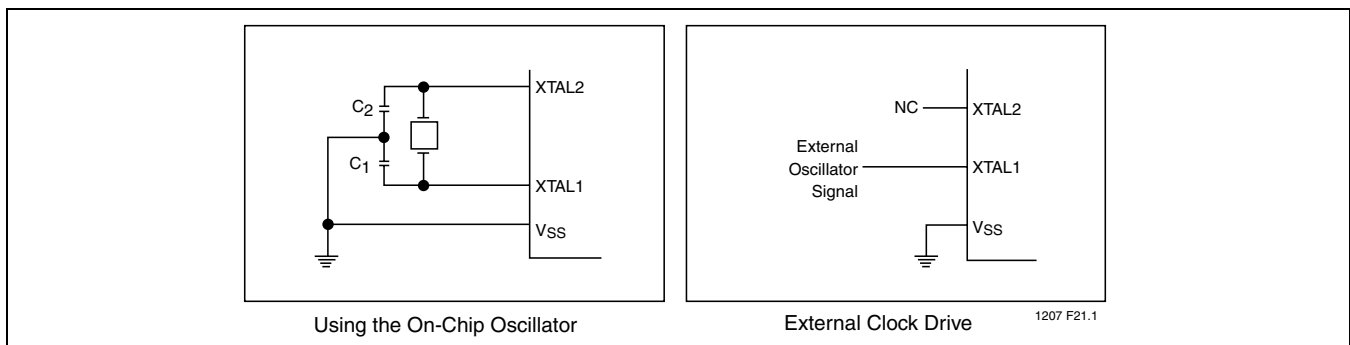 XTAL2
C2
C1
XTAL1
VSS
Using the On-Chip Oscillator
NC
XTAL2
External
Oscillator
Signal
XTAL1
VSS
External Clock Drive
1207 F21.1